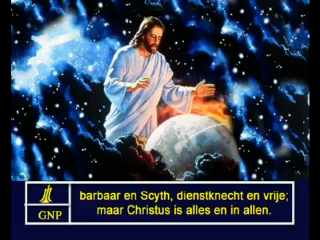 barbaar en Scyth, dienstknecht en vrije;
maar Christus is alles en in allen.
GNP